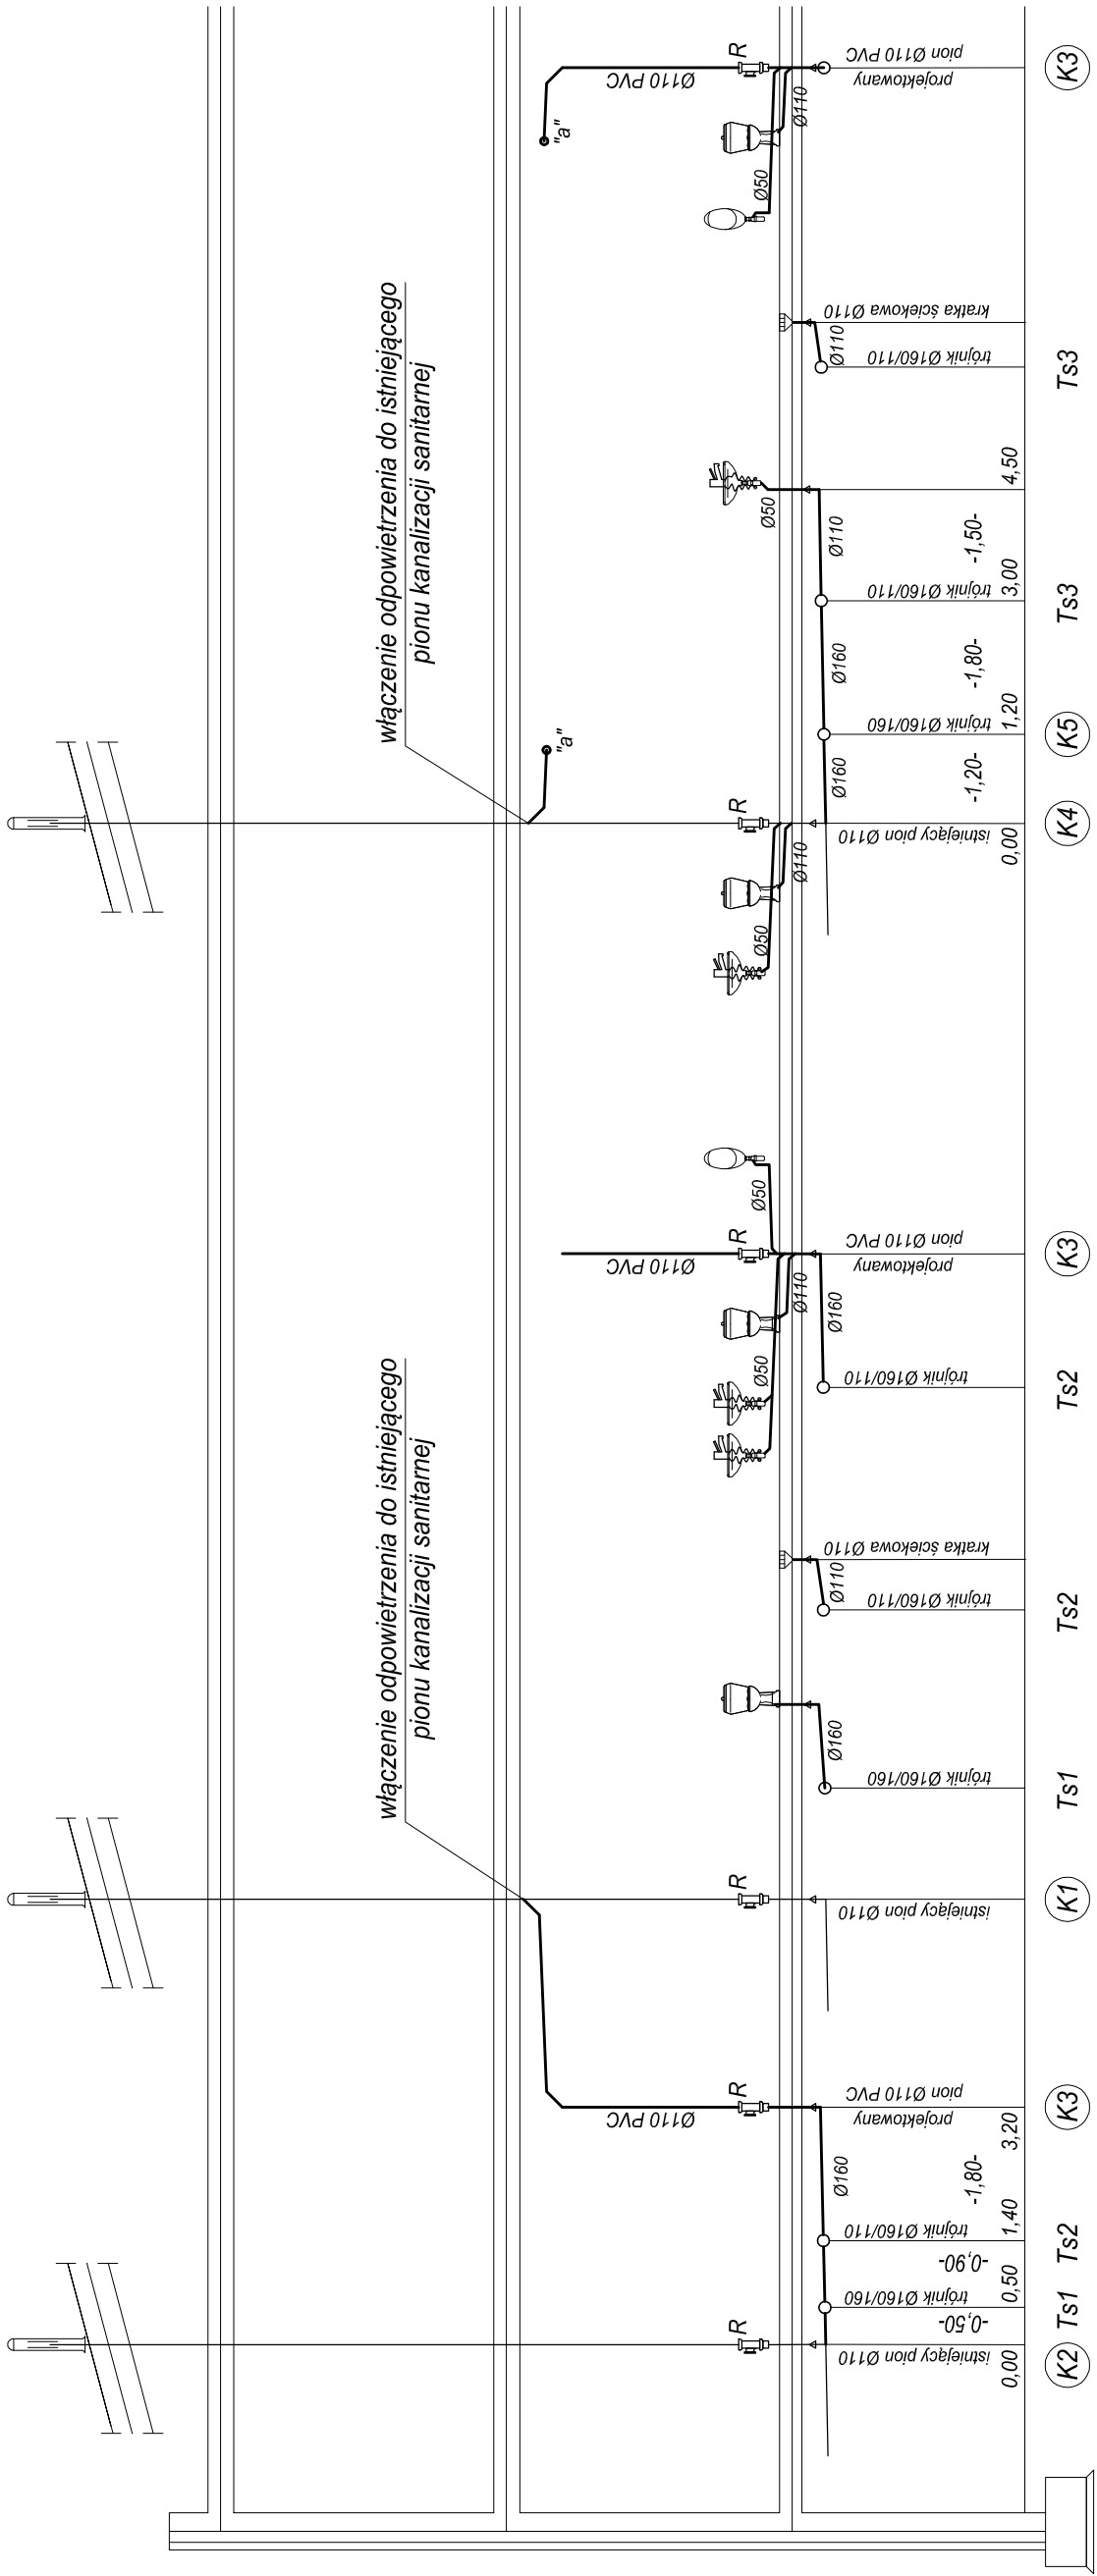 włączenie odpowietrzenia do istniejącego
pionu kanalizacji sanitarnej
włączenie odpowietrzenia do istniejącego
pionu kanalizacji sanitarnej
"a"
"a"
Ø110 PVC
Ø110 PVC
Ø110 PVC
R
R
R
R
R
R
Ø50
Ø50
Ø50
Ø50
Ø50
Ø110
Ø110
Ø110
Ø160
Ø160
Ø110
Ø160
Ø160
Ø160
Ø110
Ø110
istniejący pion Ø110
trójnik Ø160/160
trójnik Ø160/110
projektowany
pion Ø110 PVC
istniejący pion Ø110
trójnik Ø160/160
trójnik Ø160/110
kratka ściekowa Ø110
trójnik Ø160/110
projektowany
pion Ø110 PVC
istniejący pion Ø110
trójnik Ø160/160
trójnik Ø160/110
trójnik Ø160/110
kratka ściekowa Ø110
projektowany
pion Ø110 PVC
-0,50-
-0,90-
-1,80-
-1,20-
-1,80-
-1,50-
0,00
0,50
1,40
3,20
0,00
1,20
3,00
4,50
K2
Ts1
Ts2
K3
K1
Ts1
Ts2
Ts2
K3
K4
K5
Ts3
Ts3
K3